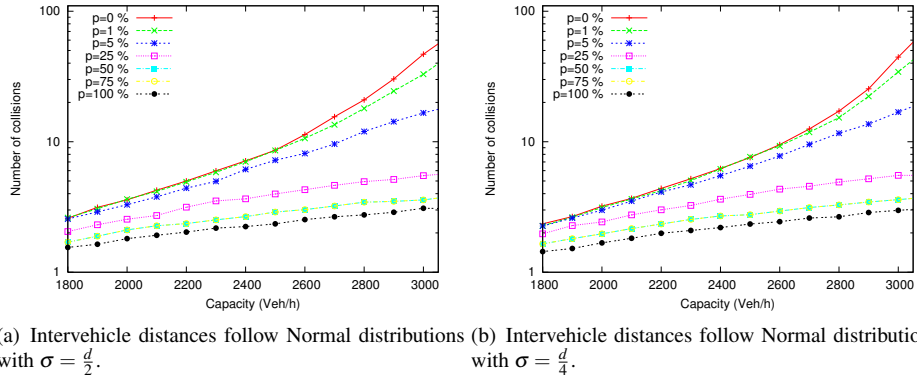 100
10
1
Number of collisions
p=0 %
p=1 %
p=5 %
p=25 %
p=50 %
p=75 %
p=100 %
1800 2000 2200 2400 2600 2800 3000
Capacity (Veh/h)
100
10
1
Number of collisions
p=0 %
p=1 %
p=5 %
p=25 %
p=50 %
p=75 %
p=100 %
1800 2000 2200 2400 2600 2800 3000
Capacity (Veh/h)
(a) Intervehicle distances follow Normal distributions
with σ = d/2.
(b) Intervehicle distances follow Normal distributio
with σ = d/4.